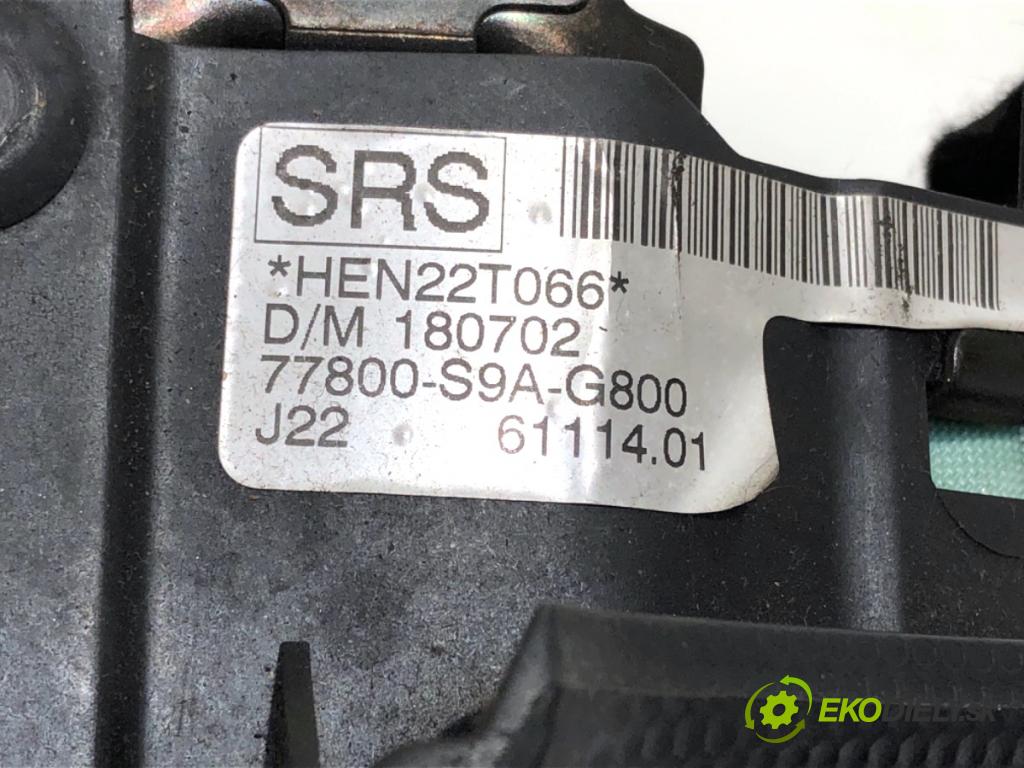 SRS
*HEN22T066*
D/M 180702
77800-S9A-G800
J22 61114.01
EKODIELY.SK